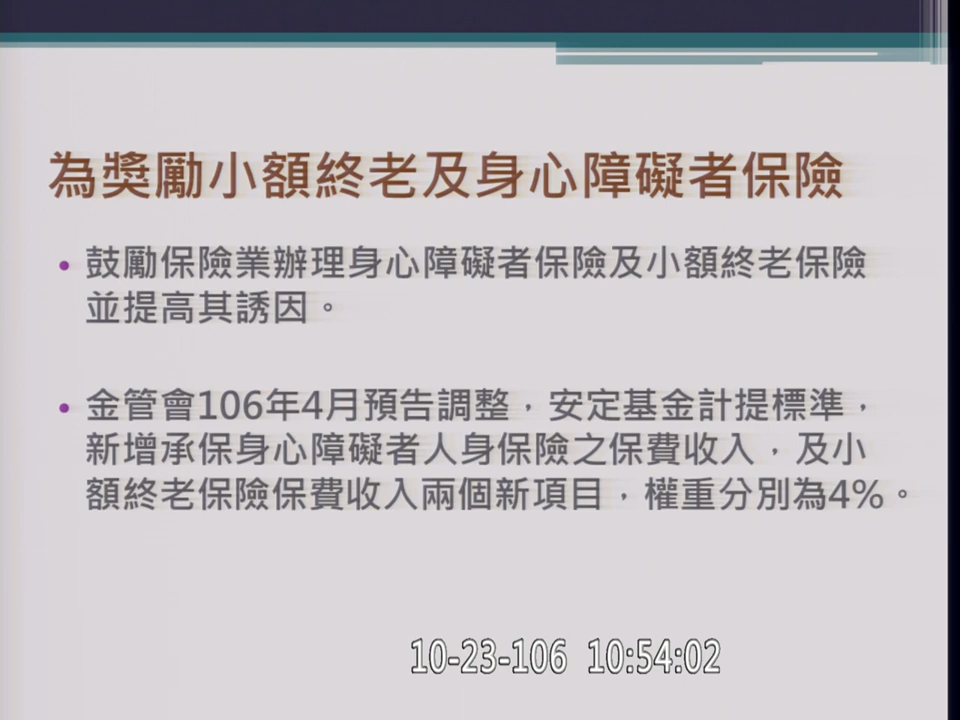 為獎勵小額終老及身心障礙者保險
• 鼓勵保險業辦理身心障礙者保險及小額終老保險
並提高其誘因。
• 金管會106年4月預告調整，安定基金計提標準，
新增承保身心障礙者人身保險之保費收入，及小
額終老保險保費收入兩個新項目，權重分別為4%。
10-23-106 10:54:02